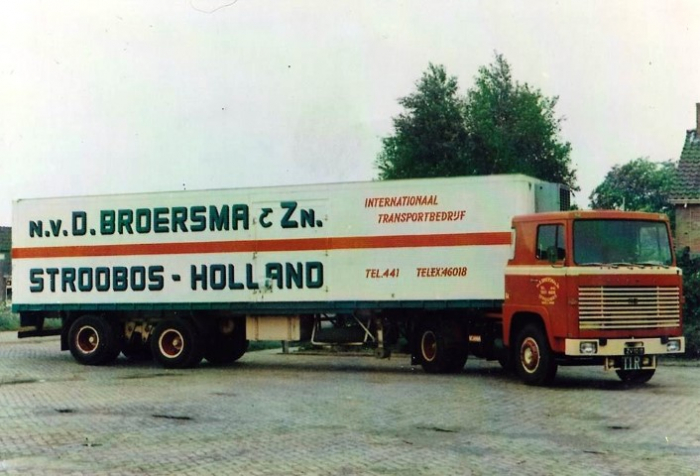 N.V. D. BROERSMA & ZN.
STROOBOS - HOLLAND
INTERNATIONAAL
TRANSPORTBEDRIJF
TEL. 441 TELEX: 46018
TIR